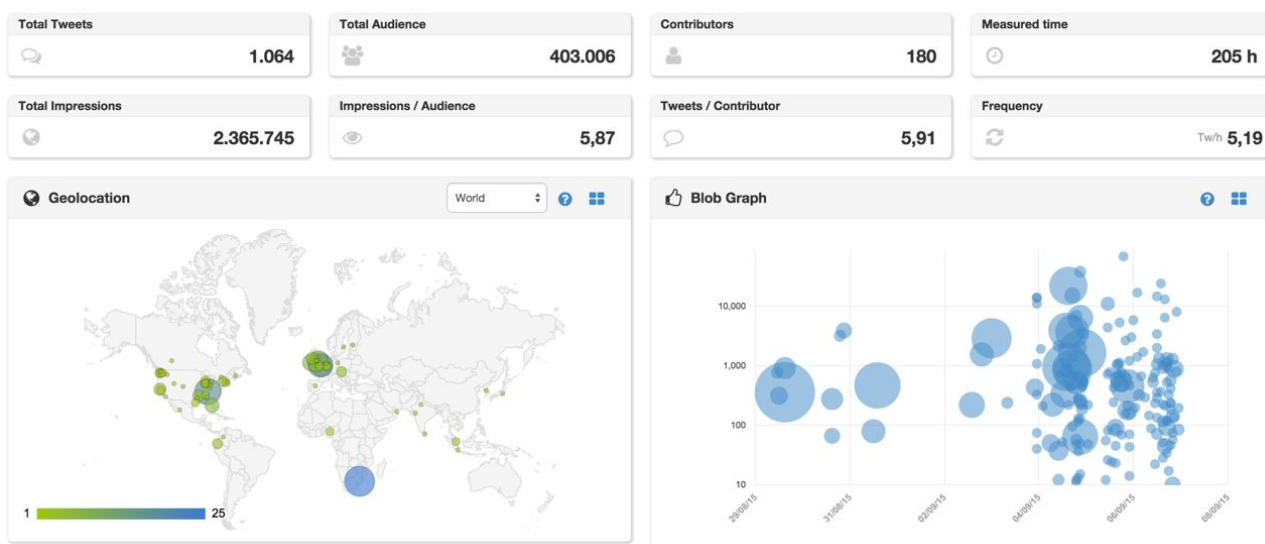 Total Tweets
1.064
Total Audience
403.006
Contributors
180
Measured time
205 h
Total Impressions
2.365.745
Impressions / Audience
5,87
Tweets / Contributor
5,91
Frequency
Tw/h 5,19
Geolocation
World
?
1
25
Blob Graph
?
10,000
1,000
100
10
29/08/15
31/08/15
02/09/15
04/09/15
06/09/15
08/09/15